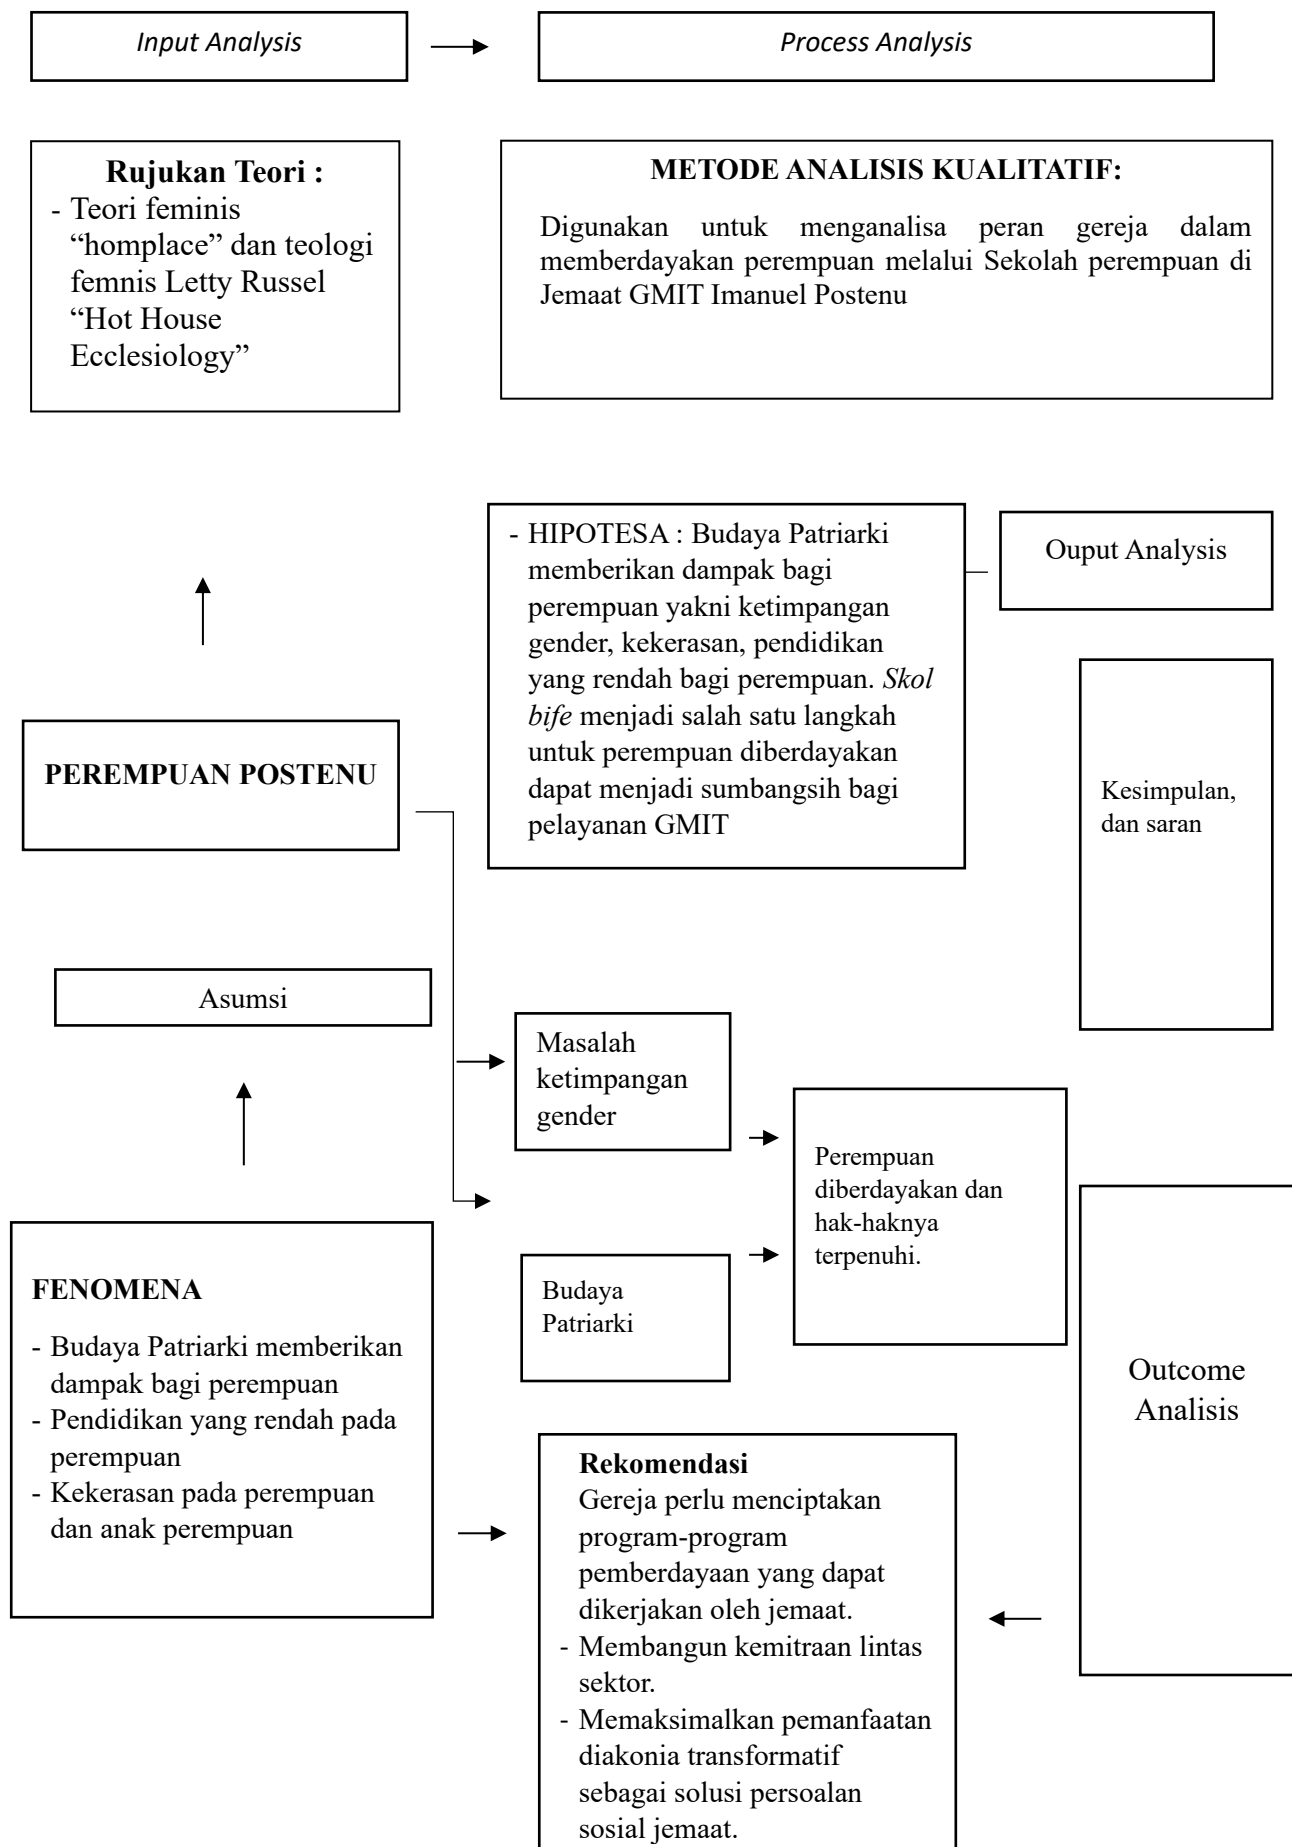 Input Analysis
Process Analysis
Rujukan Teori :
- Teori feminis
“homplace” dan teologi
femnis Letty Russel
“Hot House
Ecclesiology”
METODE ANALISIS KUALITATIF:
Digunakan untuk menganalisa peran gereja dalam
memberdayakan perempuan melalui Sekolah perempuan di
Jemaat GMIT Imanuel Postenu
- HIPOTESA : Budaya Patriarki
memberikan dampak bagi
perempuan yakni ketimpangan
gender, kekerasan, pendidikan
yang rendah bagi perempuan. Skol
bife menjadi salah satu langkah
untuk perempuan diberdayakan
dapat menjadi sumbangsih bagi
pelayanan GMIT
Ouput Analysis
PEREMPUAN POSTENU
Kesimpulan,
dan saran
Asumsi
Masalah
ketimpangan
gender
Perempuan
diberdayakan dan
hak-haknya
terpenuhi.
Budaya
Patriarki
FENOMENA
- Budaya Patriarki memberikan
dampak bagi perempuan
- Pendidikan yang rendah pada
perempuan
- Kekerasan pada perempuan
dan anak perempuan
Outcome
Analisis
Rekomendasi
Gereja perlu menciptakan
program-program
pemberdayaan yang dapat
dikerjakan oleh jemaat.
- Membangun kemitraan lintas
sektor.
- Memaksimalkan pemanfaatan
diakonia transformatif
sebagai solusi persoalan
sosial jemaat.